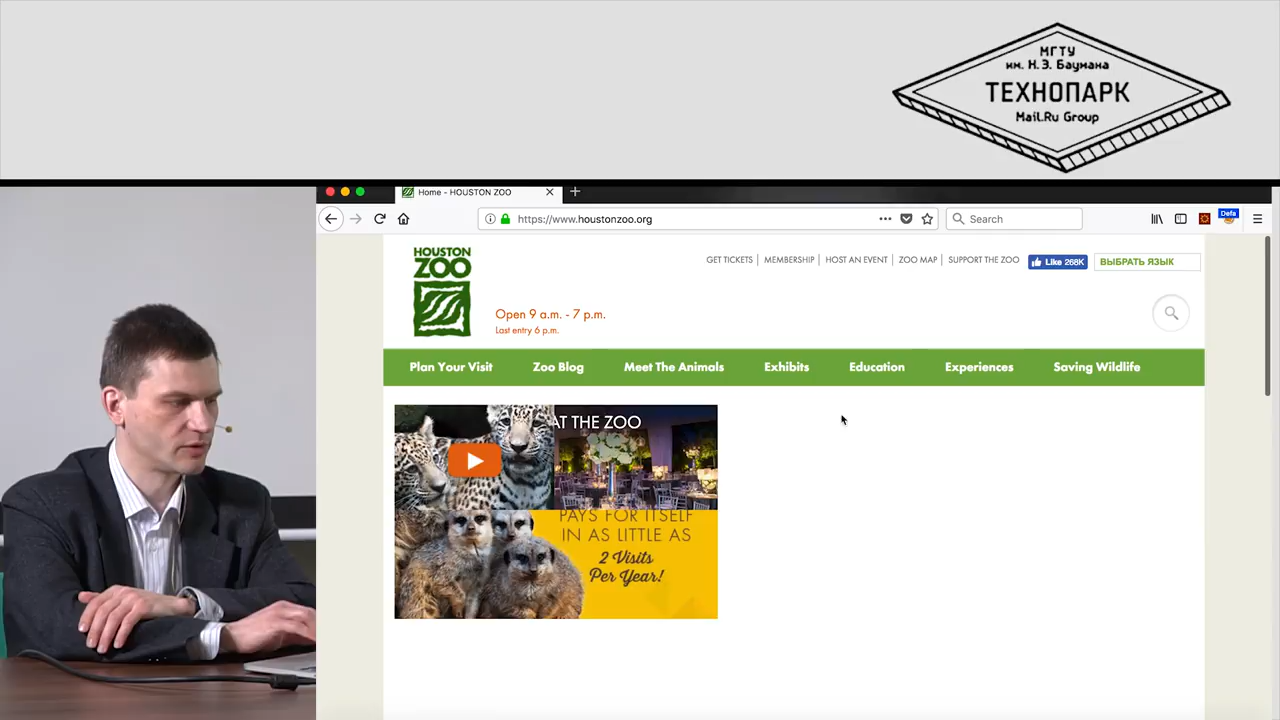 МГТУ
им. Н.Э. Баумана
ТЕХНОПАРК
Mail.Ru Group
Home - HOUSTON ZOO
https://www.houstonzoo.org
Search
Defa
HOUSTON
ZOO
GET TICKETS
MEMBERSHIP
HOST AN EVENT
ZOO MAP
SUPPORT THE ZOO
Like 268K
ВЫБРАТЬ ЯЗЫК
Open 9 a.m. - 7 p.m.
Last entry 6 p.m.
Plan Your Visit
Zoo Blog
Meet The Animals
Exhibits
Education
Experiences
Saving Wildlife
AT THE ZOO
PAYS FOR ITSELF
IN AS LITTLE AS
2 Visits
Per Year!